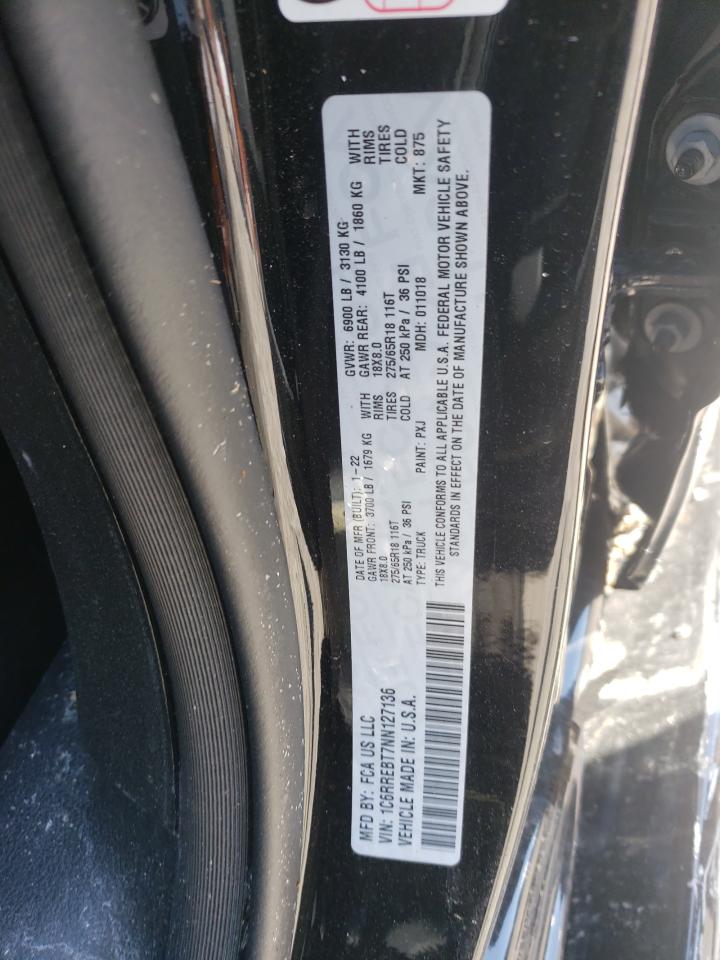 MFD BY: FCA US LLC
DATE OF MFR (BUILT): 1-22
GVWR: 6900 LB / 3130 KG
GAWR FRONT: 3700 LB / 1679 KG WITH
GAWR REAR: 4100 LB / 1860 KG WITH
18X8.0 RIMS
18X8.0 RIMS
275/65R18 116T TIRES
275/65R18 116T TIRES
AT 250 kPa / 36 PSI COLD
AT 250 kPa / 36 PSI COLD
VIN: 1C6RREBT7NN127136
TYPE: TRUCK
PAINT: PXJ
MDH: 011018
MKT: 875
VEHICLE MADE IN: U.S.A.
THIS VEHICLE CONFORMS TO ALL APPLICABLE U.S.A. FEDERAL MOTOR VEHICLE SAFETY
STANDARDS IN EFFECT ON THE DATE OF MANUFACTURE SHOWN ABOVE.